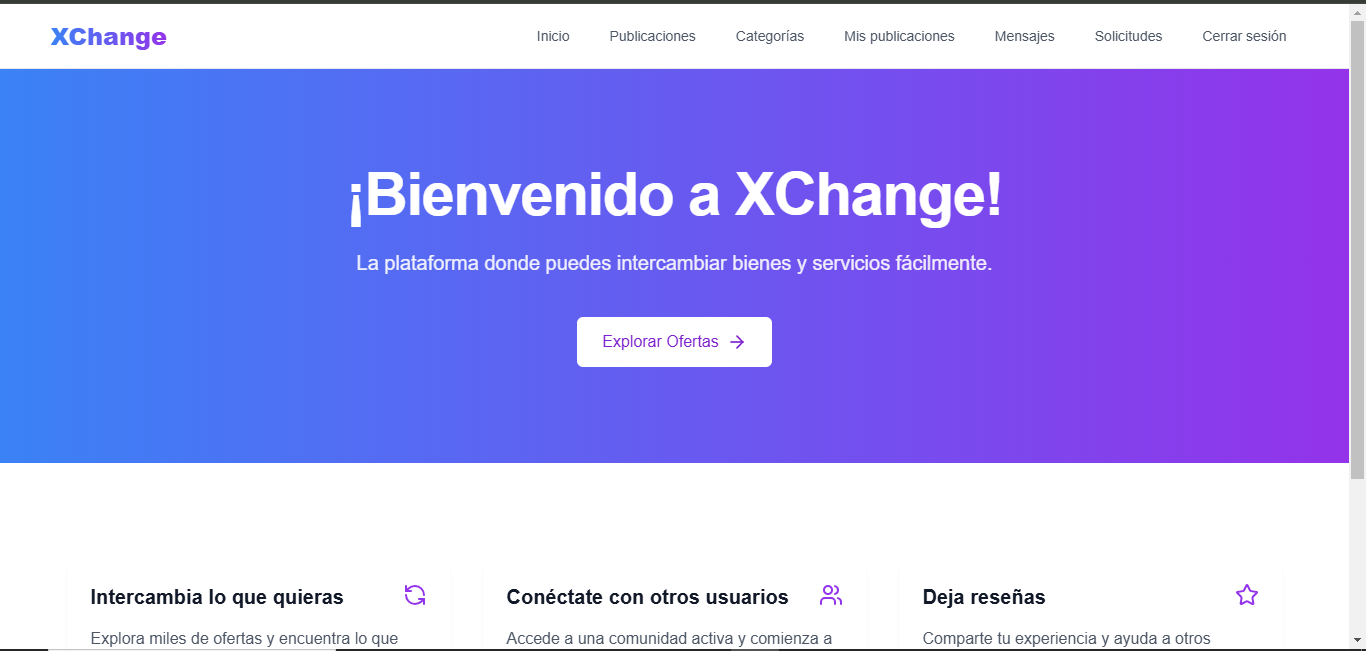 XChange
Inicio Publicaciones Categorías Mis publicaciones Mensajes Solicitudes Cerrar sesión
¡Bienvenido a XChange!
La plataforma donde puedes intercambiar bienes y servicios fácilmente.
Explorar Ofertas
Intercambia lo que quieras
Explora miles de ofertas y encuentra lo que
Conéctate con otros usuarios
Accede a una comunidad activa y comienza a
Deja reseñas
Comparte tu experiencia y ayuda a otros